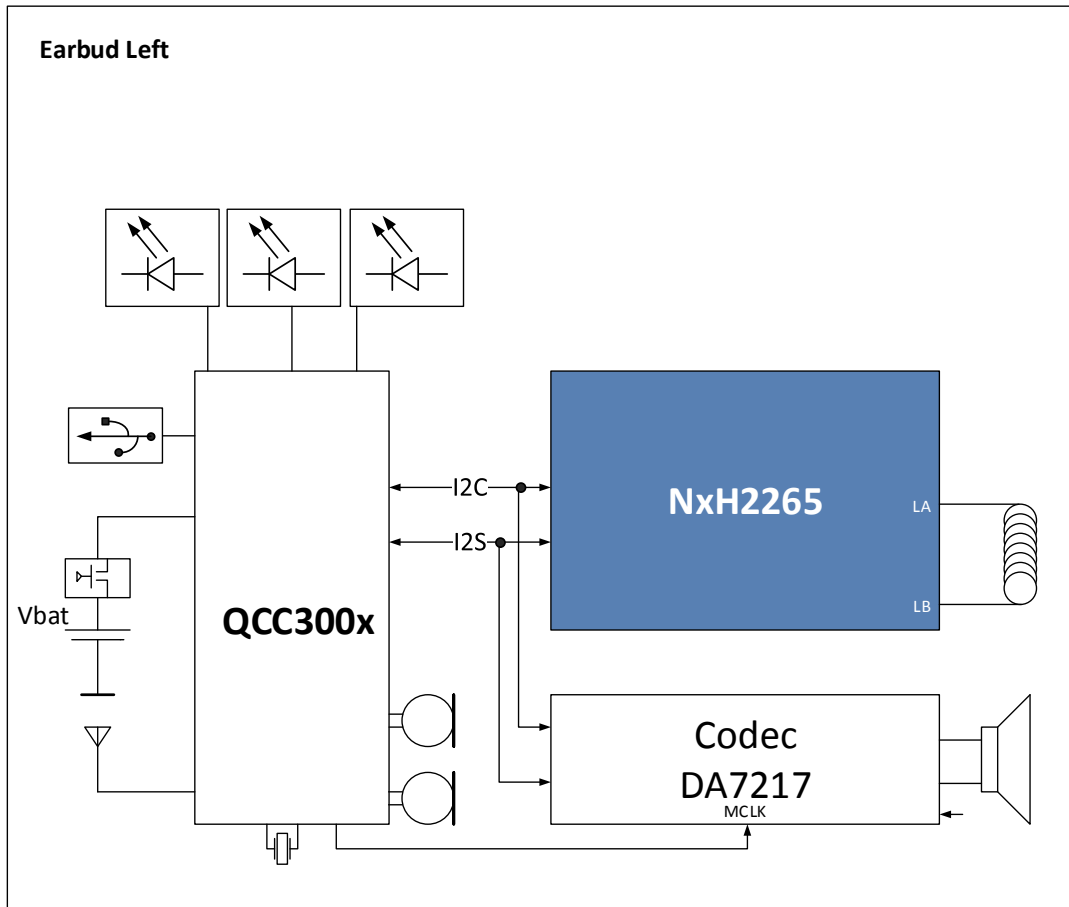 Earbud Left
I2C
NxH2265
LA
I2S
LB
Vbat
QCC300x
Codec
DA7217
MCLK